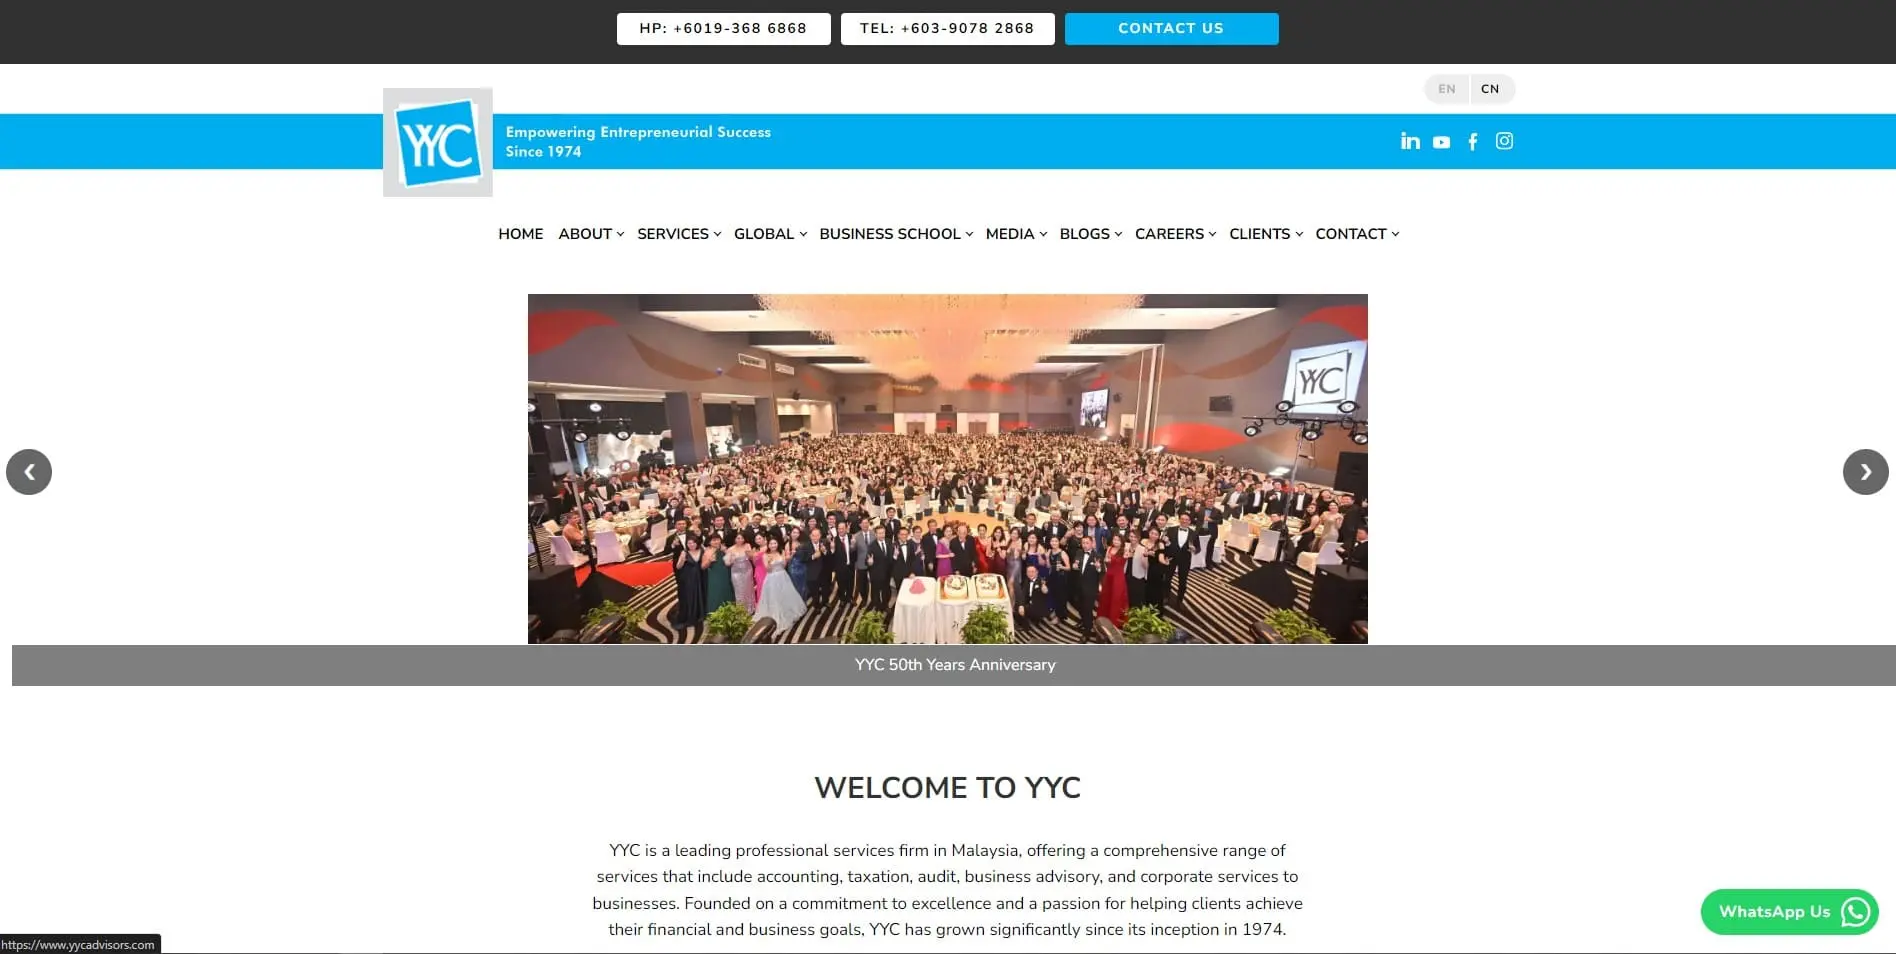 HP: +6019-368 6868
TEL: +603-9078 2868
CONTACT US
EN
CN
YYC
Empowering Entrepreneurial Success
Since 1974
HOME ABOUT SERVICES GLOBAL BUSINESS SCHOOL MEDIA BLOGS CAREERS CLIENTS CONTACT
YYC
YYC 50th Years Anniversary
WELCOME TO YYC
YYC is a leading professional services firm in Malaysia, offering a comprehensive range of
services that include accounting, taxation, audit, business advisory, and corporate services to
businesses. Founded on a commitment to excellence and a passion for helping clients achieve
their financial and business goals, YYC has grown significantly since its inception in 1974.
WhatsApp Us
https://www.yycadvisors.com